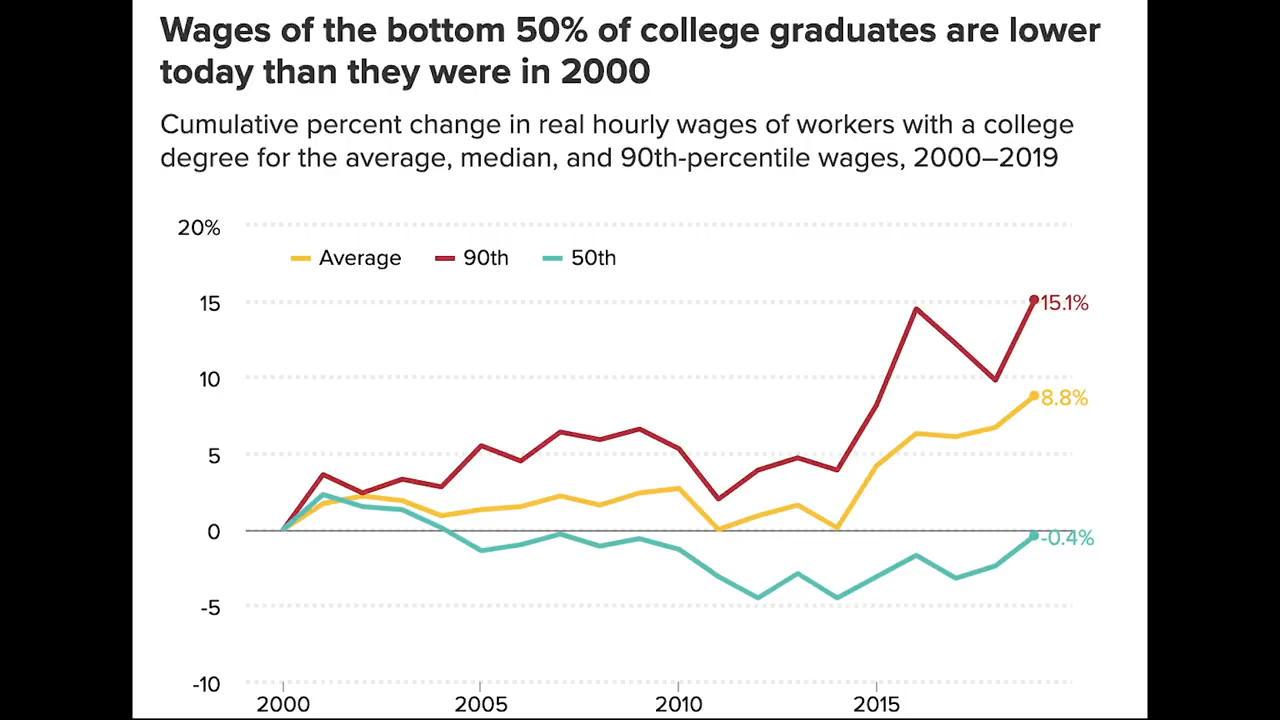 Wages of the bottom 50% of college graduates are lower
today than they were in 2000
Cumulative percent change in real hourly wages of workers with a college
degree for the average, median, and 90th-percentile wages, 2000–2019
20%
Average 90th 50th
15
15.1%
10
8.8%
5
0
-0.4%
-5
-10
2000 2005 2010 2015